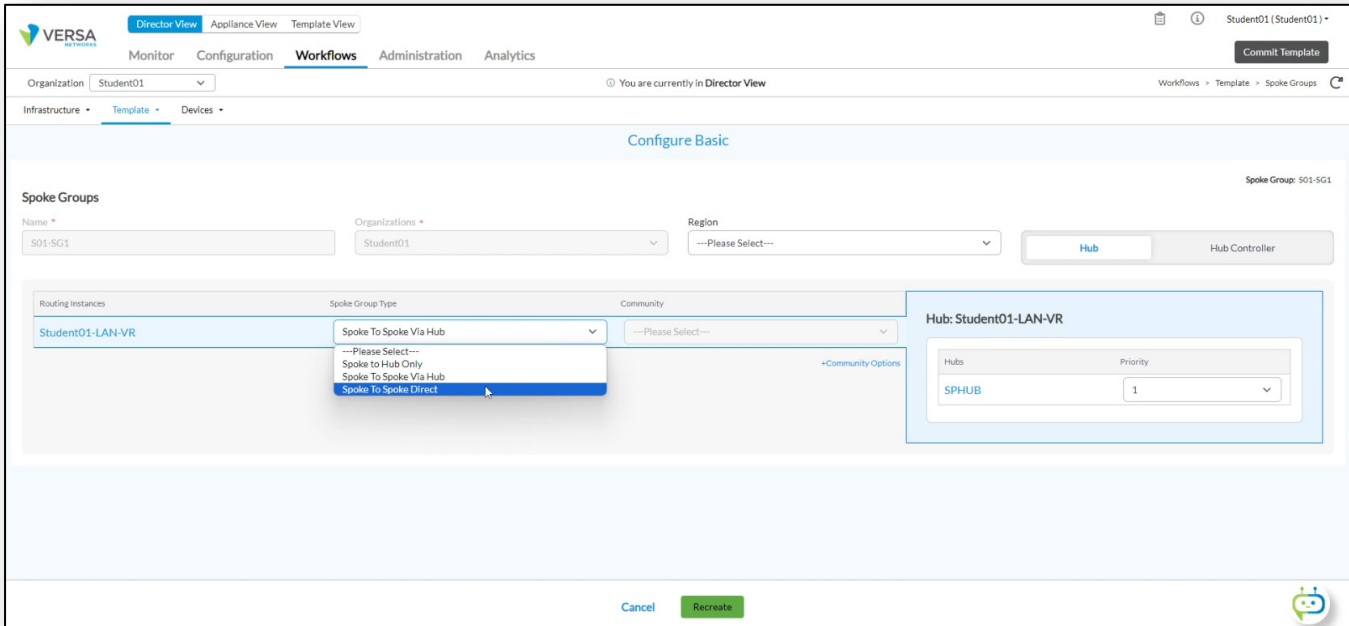 Director View Appliance View Template View
Student01 (Student01)
VERSA
NETWORKS
Monitor Configuration Workflows Administration Analytics
Commit Template
Organization Student01
You are currently in Director View
Workflows > Template > Spoke Groups
Infrastructure Template Devices
Configure Basic
Spoke Group: S01-SG1
Spoke Groups
Name * Organizations * Region
S01-SG1 Student01 ---Please Select--- Hub Hub Controller
Routing Instances Spoke Group Type Community
Student01-LAN-VR Spoke To Spoke Via Hub ---Please Select---
---Please Select---
Spoke to Hub Only
Spoke To Spoke Via Hub
Spoke To Spoke Direct
+Community Options
Hub: Student01-LAN-VR
Hubs Priority
SPHUB 1
Cancel Recreate